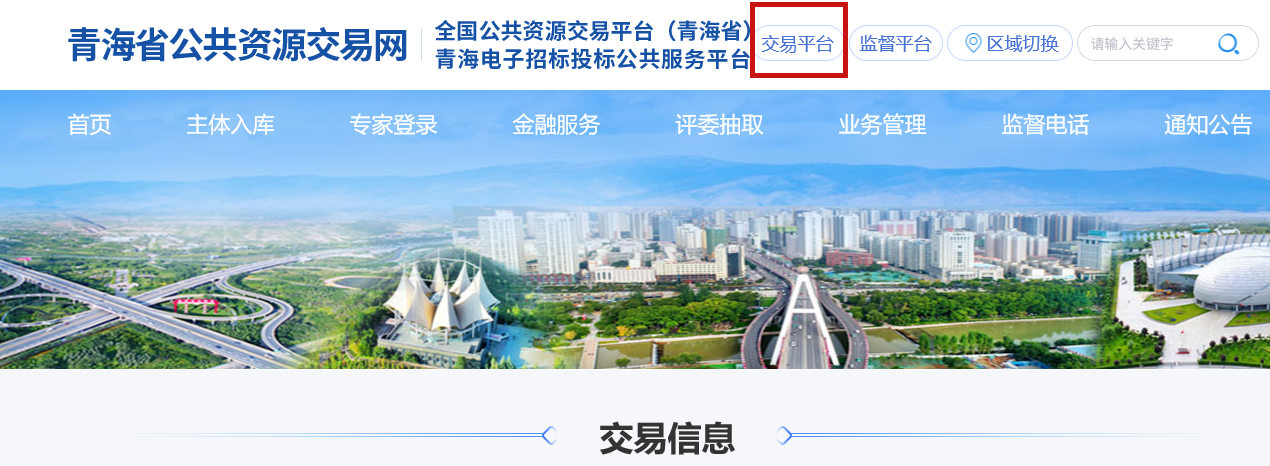 青海省公共资源交易网
全国公共资源交易平台（青海省）
青海电子招标投标公共服务平台
交易平台 监督平台 区域切换 请输入关键字
首页 主体入库 专家登录 金融服务 评委抽取 业务管理 监督电话 通知公告
交易信息